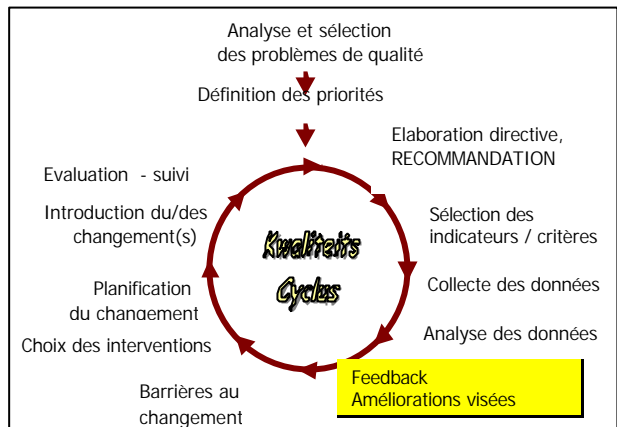 Analyse et sélection
des problèmes de qualité
Définition des priorités
Elaboration directive,
RECOMMANDATION
Sélection des
indicateurs / critères
Collecte des données
Analyse des données
Feedback
Améliorations visées
Barrières au
changement
Choix des interventions
Planification
du changement
Introduction du/des
changement(s)
Evaluation - suivi
Kwaliteits
Cyclus